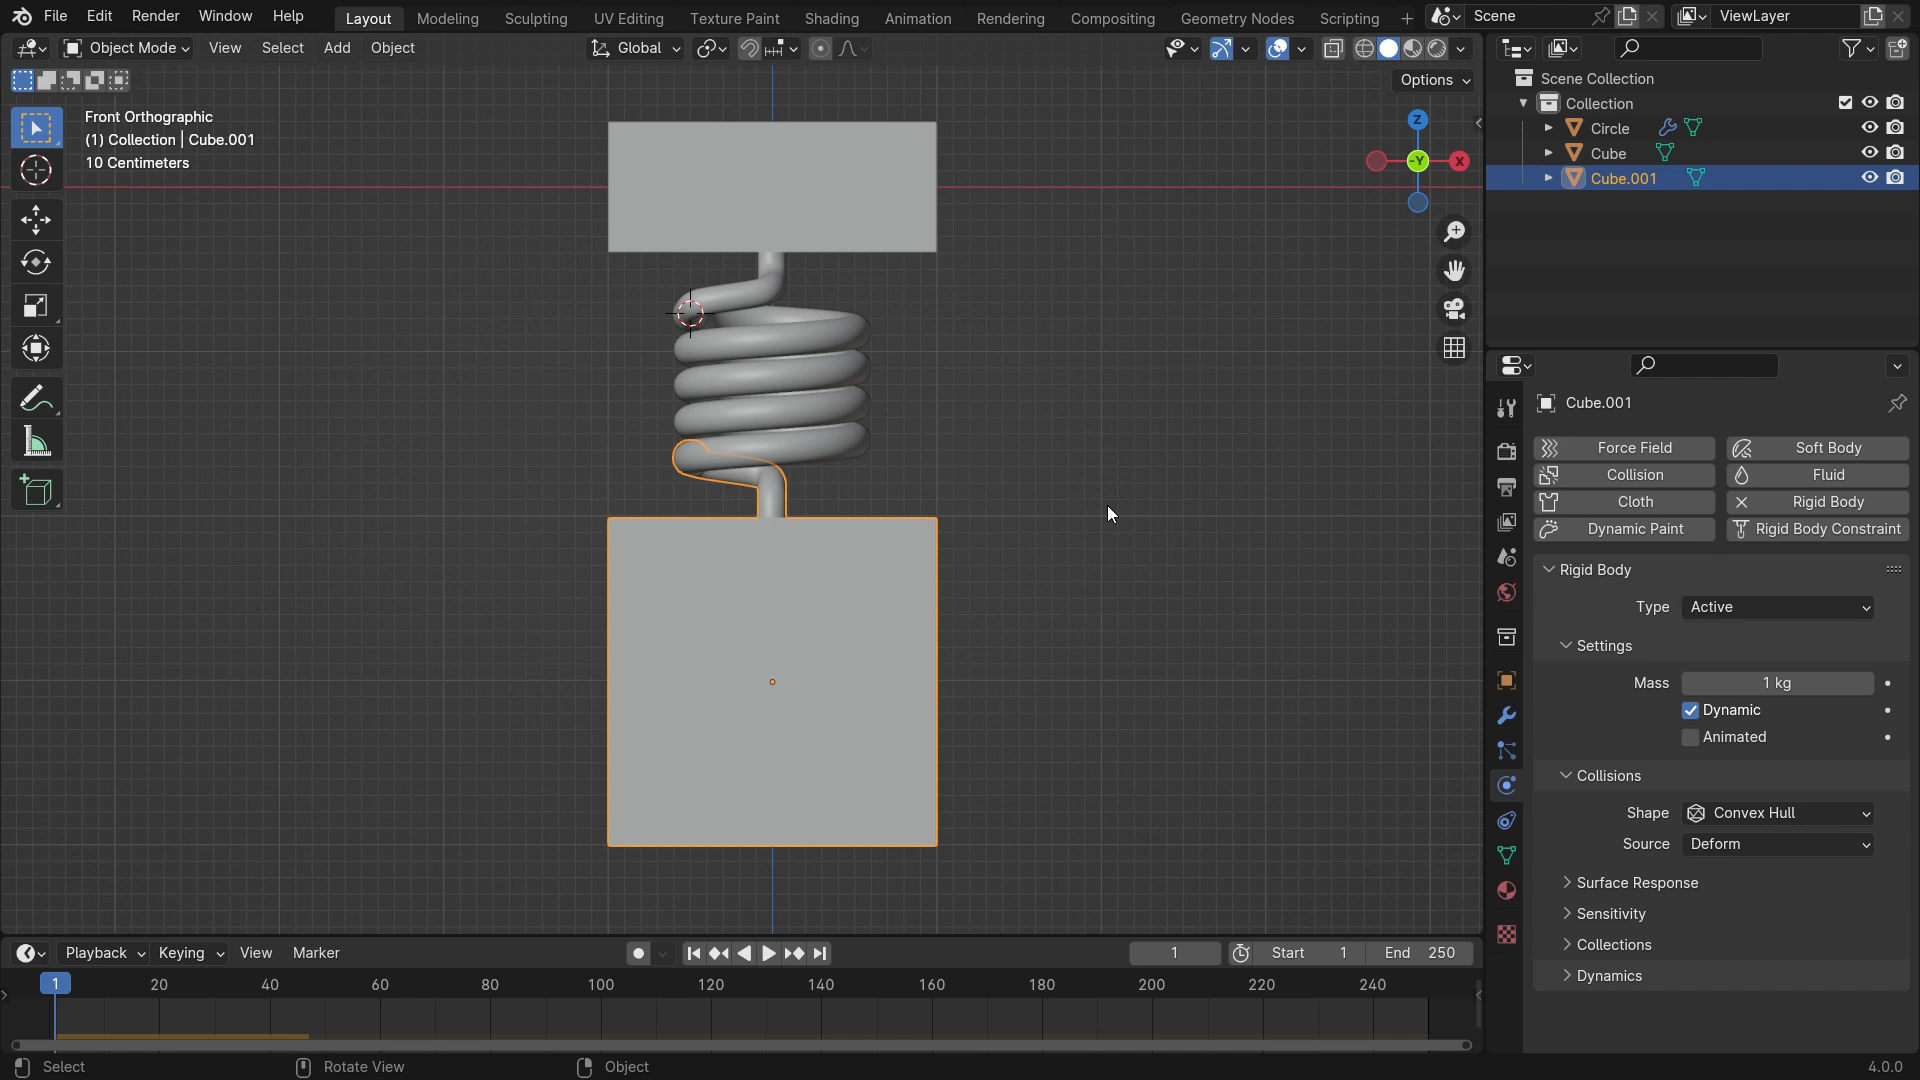 File Edit Render Window Help Layout Modeling Sculpting UV Editing Texture Paint Shading Animation Rendering Compositing Geometry Nodes Scripting + Scene ViewLayer
Object Mode View Select Add Object Global
Options
Front Orthographic
(1) Collection | Cube.001
10 Centimeters
Z
-Y
X
Scene Collection
Collection
Circle
Cube
Cube.001
Cube.001
Force Field Soft Body
Collision Fluid
Cloth Rigid Body
Dynamic Paint Rigid Body Constraint
Rigid Body
Type Active
Settings
Mass 1 kg
Dynamic
Animated
Collisions
Shape Convex Hull
Source Deform
Surface Response
Sensitivity
Collections
Dynamics
Playback Keying View Marker 1 Start 1 End 250
1 20 40 60 80 100 120 140 160 180 200 220 240
Select Rotate View Object 4.0.0